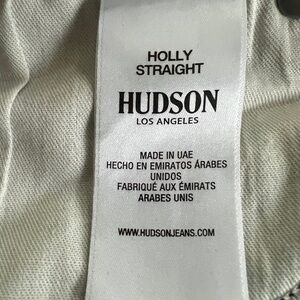 HOLLY
STRAIGHT
HUDSON
LOS ANGELES
MADE IN UAE
HECHO EN EMIRATOS ÁRABES
UNIDOS
FABRIQUÉ AUX ÉMIRATS
ARABES UNIS
WWW.HUDSONJEANS.COM